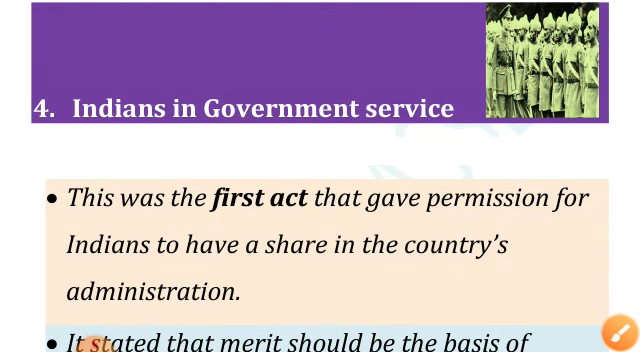 4. Indians in Government service
• This was the first act that gave permission for
Indians to have a share in the country’s
administration.
• It stated that merit should be the basis of